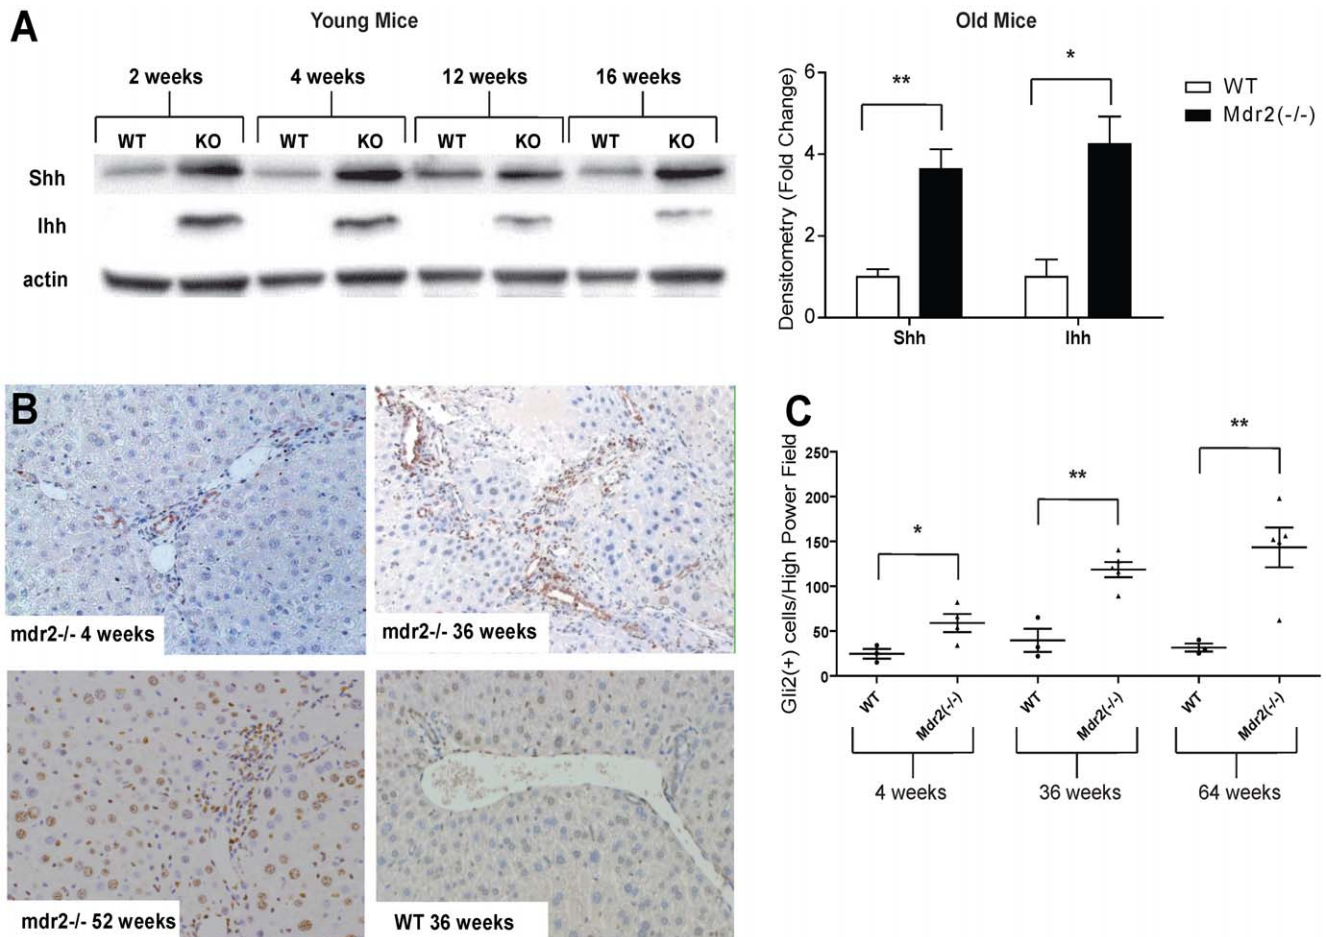 A
Young Mice
2 weeks
4 weeks
12 weeks
16 weeks
WT
KO
WT
KO
WT
KO
WT
KO
Shh
Ihh
actin
Old Mice
Densitometry (Fold Change)
6
4
2
0
**
*
Shh
Ihh
WT
Mdr2(-/-)
B
mdr2-/- 4 weeks
mdr2-/- 36 weeks
mdr2-/- 52 weeks
WT 36 weeks
C
Gli2(+) cells/High Power Field
250
200
150
100
50
0
*
**
**
WT
Mdr2(-/-)
WT
Mdr2(-/-)
WT
Mdr2(-/-)
4 weeks
36 weeks
64 weeks